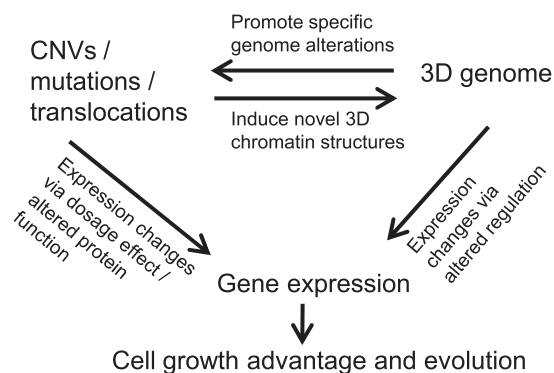 Promote specific
genome alterations
CNVs /
mutations /
translocations
3D genome
Induce novel 3D
chromatin structures
Expression changes
via dosage effect /
altered protein
function
Expression
changes via
altered regulation
Gene expression
Cell growth advantage and evolution